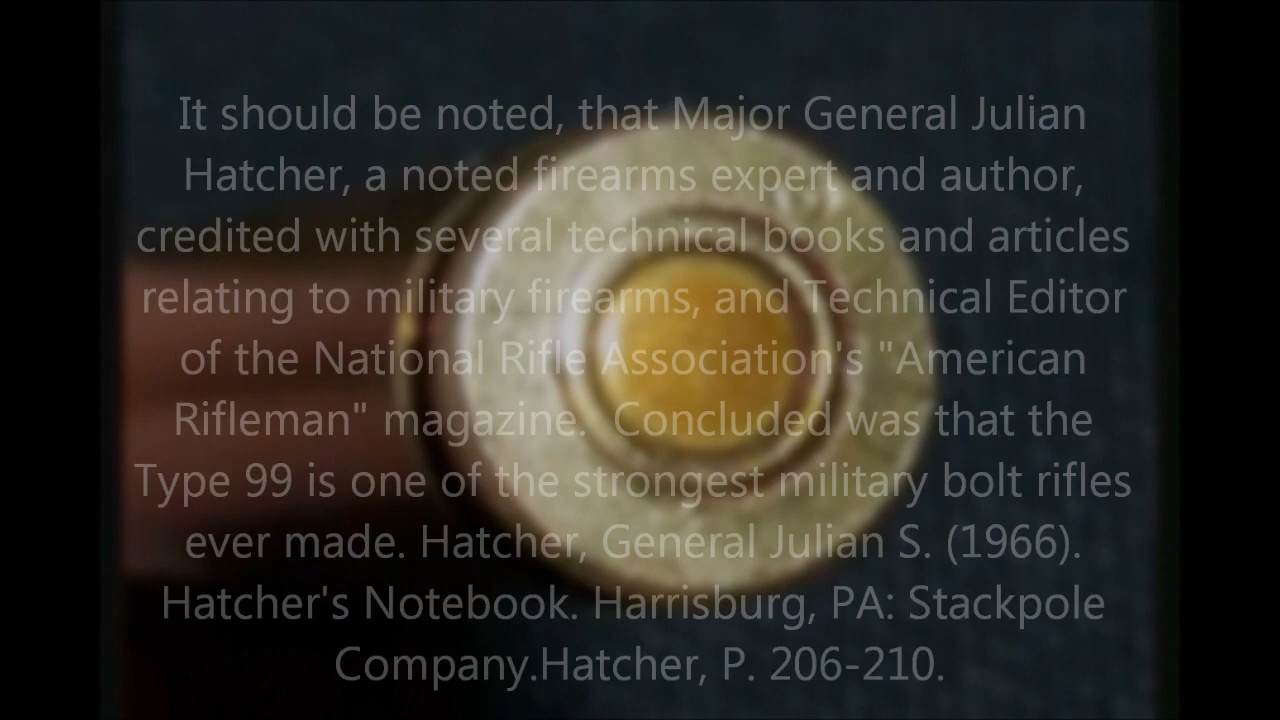 It should be noted, that Major General Julian
Hatcher, a noted firearms expert and author,
credited with several technical books and articles
relating to military firearms, and Technical Editor
of the National Rifle Association's "American
Rifleman" magazine.  Concluded was that the
Type 99 is one of the strongest military bolt rifles
ever made. Hatcher, General Julian S. (1966).
Hatcher's Notebook. Harrisburg, PA: Stackpole
Company.Hatcher, P. 206-210.